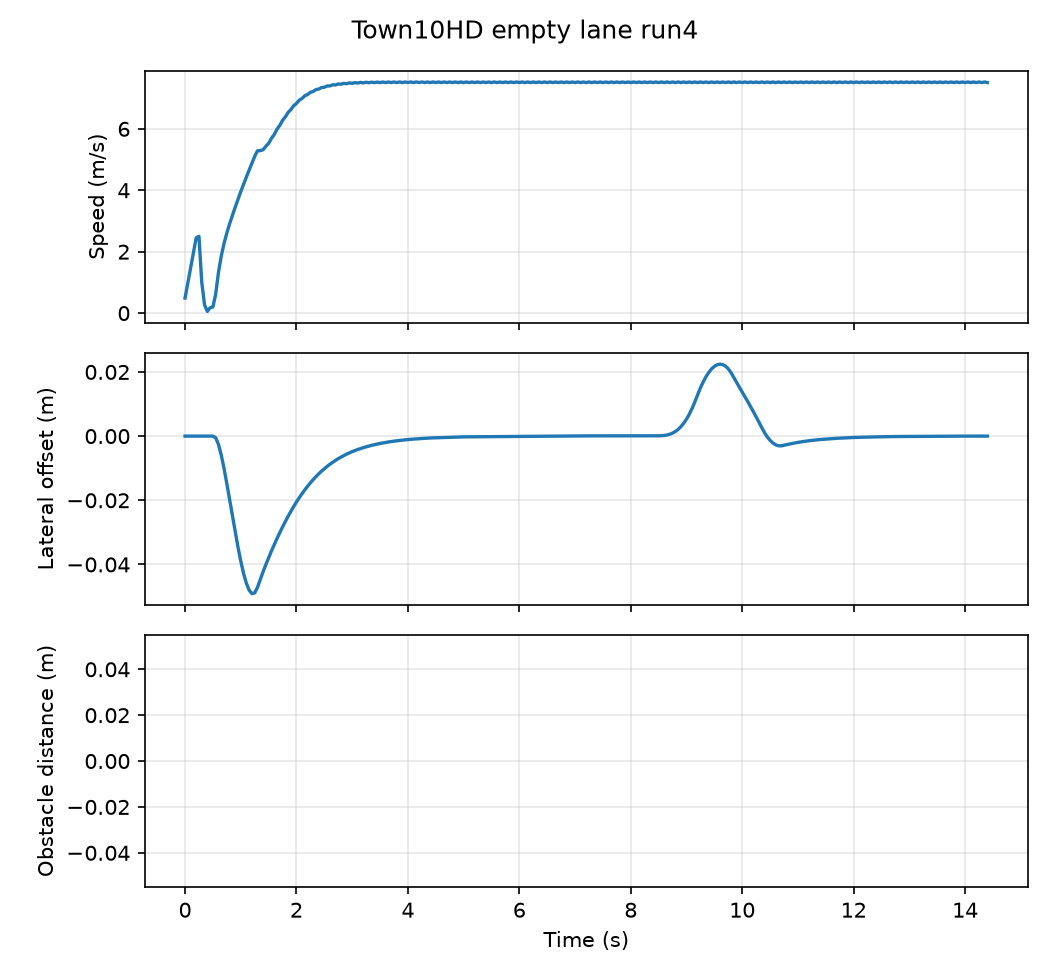 Town10HD empty lane run4
Speed (m/s)
6
4
2
0
Lateral offset (m)
0.02
0.00
−0.02
−0.04
Obstacle distance (m)
0.04
0.02
0.00
−0.02
−0.04
0 2 4 6 8 10 12 14
Time (s)